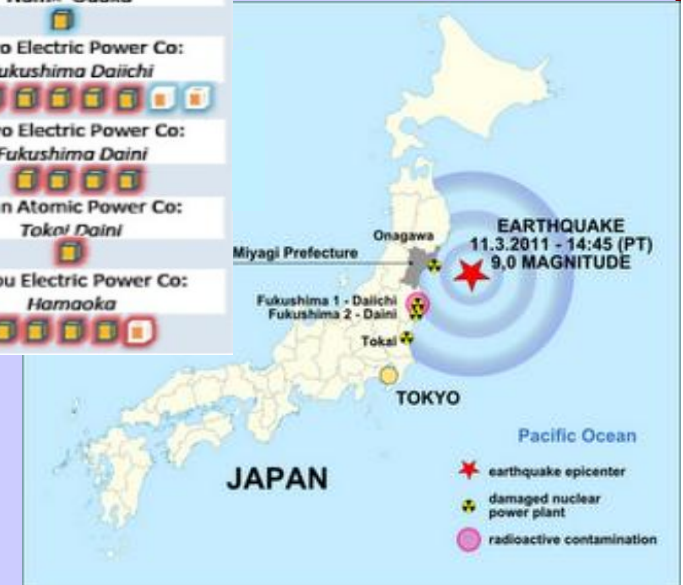 o Electric Power Co:
ukushima Daiichi
o Electric Power Co:
Fukushima Daini
n Atomic Power Co:
Tokai Daini
ou Electric Power Co:
Hamaoka
EARTHQUAKE
11.3.2011 - 14:45 (PT)
9,0 MAGNITUDE
Onagawa
Miyagi Prefecture
Fukushima 1 - Daiichi
Fukushima 2 - Daini
Tokai
TOKYO
JAPAN
Pacific Ocean
earthquake epicenter
damaged nuclear
power plant
radioactive contamination